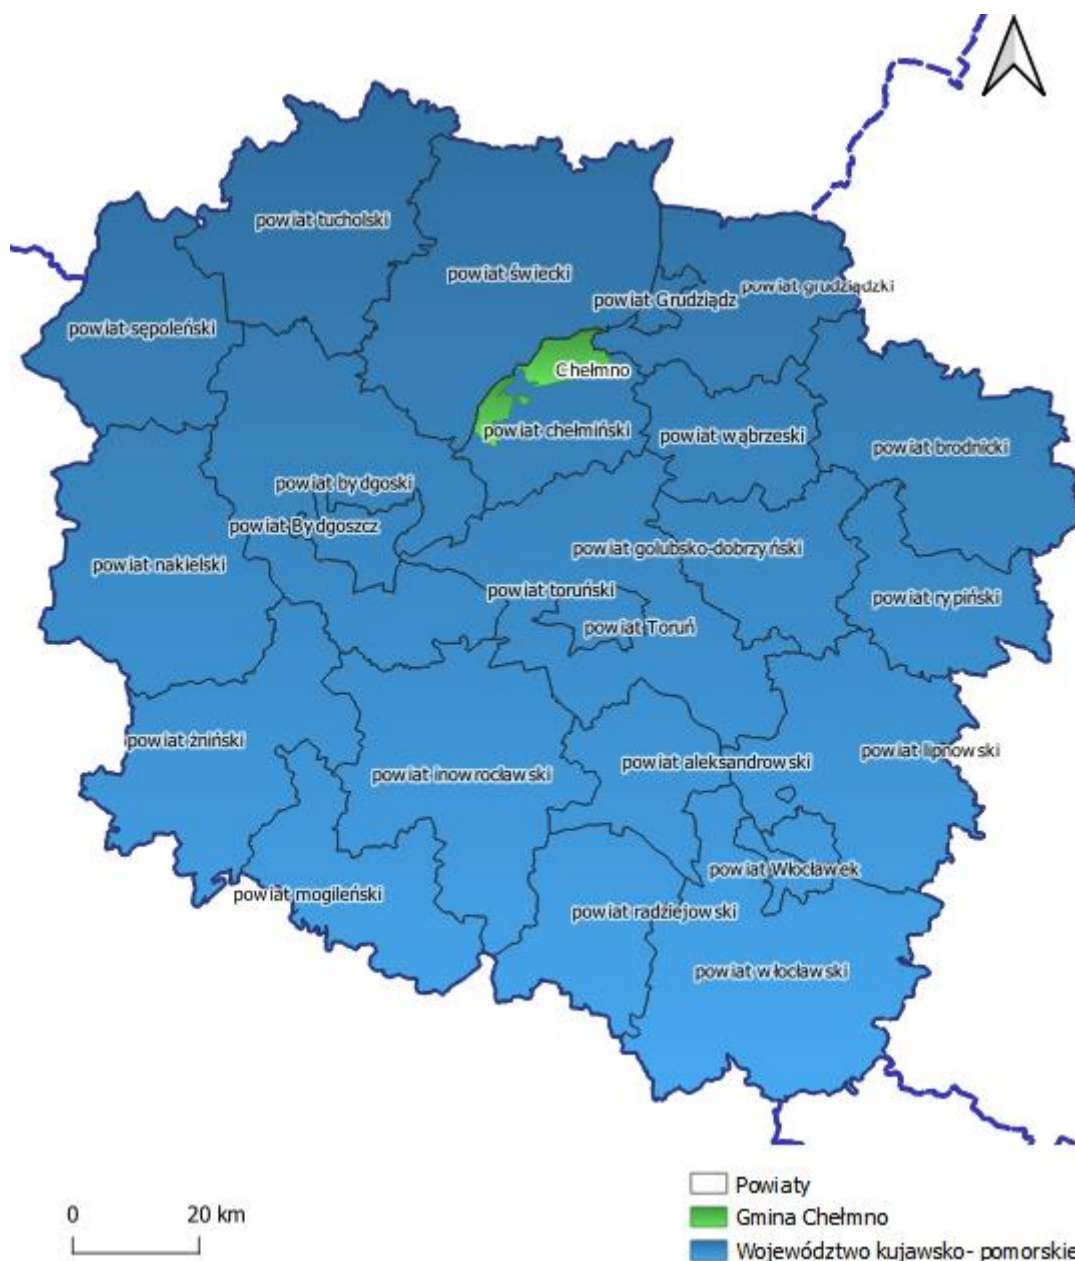 powiat tucholski
powiat świecki
powiat grudziądzki
powiat Grudziądz
powiat sępoleński
Chełmno
powiat chełmiński
powiat wąbrzeski
powiat brodnicki
powiat bydgoski
powiat Bydgoszcz
powiat golubsko-dobrzyński
powiat nakielski
powiat toruński
powiat rypiński
powiat Toruń
powiat żniński
powiat lipnowski
powiat aleksandrowski
powiat inowrocławski
powiat Włocławek
powiat mogileński
powiat radziejowski
powiat włocławski
0 20 km
Powiaty
Gmina Chełmno
Województwo kujawsko- pomorskie